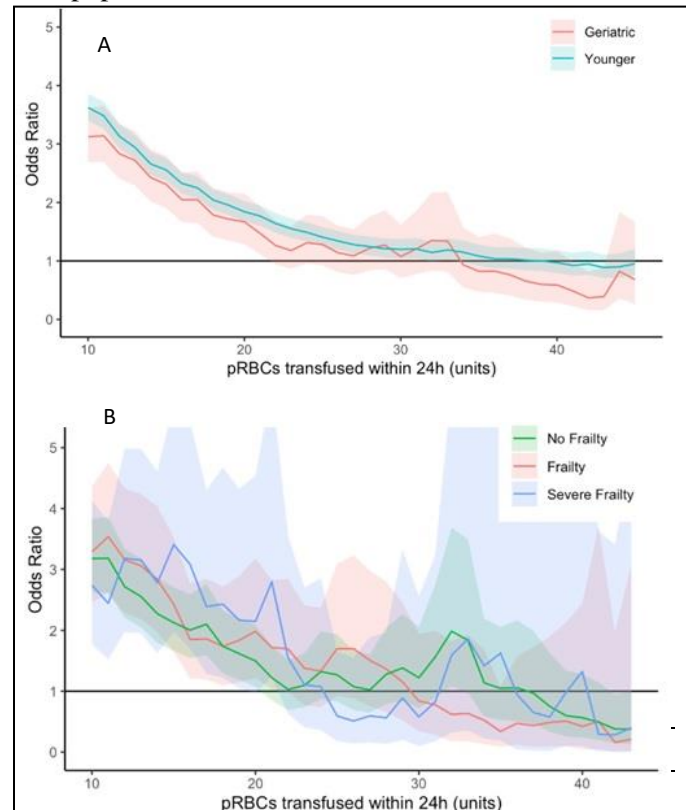 A
Geriatric
Younger
5
4
3
2
1
0
Odds Ratio
10
20
30
40
pRBCs transfused within 24h (units)
B
No Frailty
Frailty
Severe Frailty
5
4
3
2
1
0
Odds Ratio
10
20
30
40
pRBCs transfused within 24h (units)